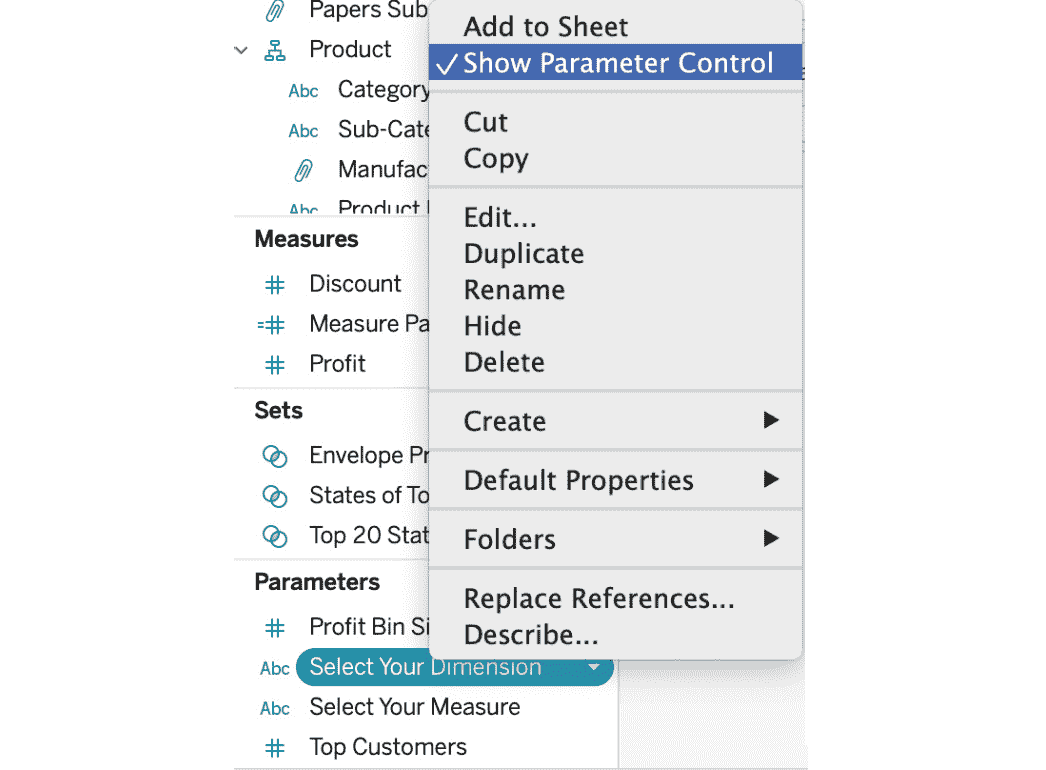 Papers Sub
Product
Abc Category
Abc Sub-Cate
Manufac
Abc Product
Measures
Discount
Measure Pa
Profit
Sets
Envelope Pr
States of To
Top 20 Stat
Parameters
Profit Bin Si
Abc Select Your Dimension
Abc Select Your Measure
Top Customers
Add to Sheet
✓Show Parameter Control
Cut
Copy
Edit...
Duplicate
Rename
Hide
Delete
Create
Default Properties
Folders
Replace References...
Describe...